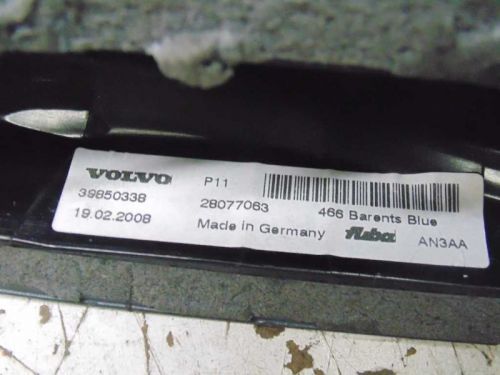 VOLVO P11
39850338 28077063 466 Barents Blue
19.02.2008 Made in Germany fuba AN3AA